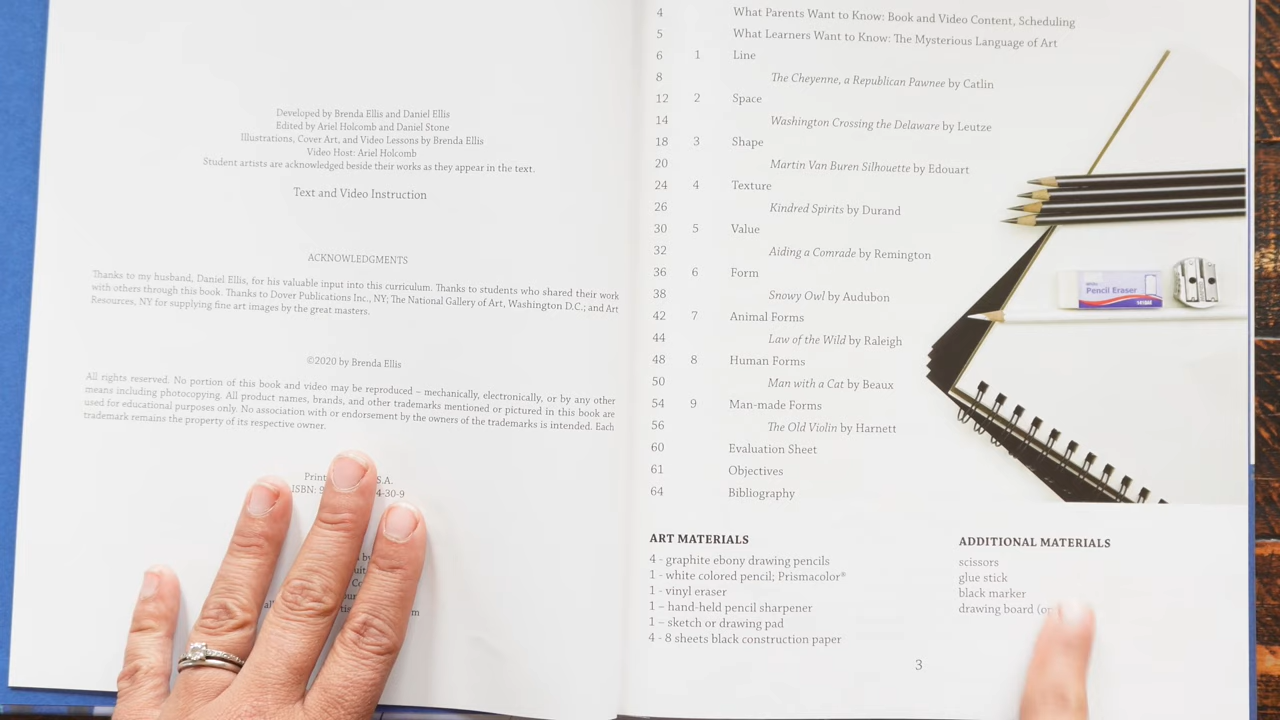 Developed by Brenda Ellis and Daniel Ellis
Edited by Ariel Holcomb and Daniel Stone
Illustrations, Cover Art, and Video Lessons by Brenda Ellis
Video Host: Ariel Holcomb
Student artists are acknowledged beside their works as they appear in the text.
Text and Video Instruction
ACKNOWLEDGMENTS
Thanks to my husband, Daniel Ellis, for his valuable input into this curriculum. Thanks to students who shared their work
with others through this book. Thanks to Dover Publications Inc., NY; The National Gallery of Art, Washington D.C.; and Art
Resources, NY for supplying fine art images by the great masters.
©2020 by Brenda Ellis
All rights reserved. No portion of this book and video may be reproduced – mechanically, electronically, or by any other
means including photocopying. All product names, brands, and other trademarks mentioned or pictured in this book are
used for educational purposes only. No association with or endorsement by the owners of the trademarks is intended. Each
trademark remains the property of its respective owner.
S.A.
ISBN: 4-30-9
4 What Parents Want to Know: Book and Video Content, Scheduling
5 What Learners Want to Know: The Mysterious Language of Art
6 1 Line
8 The Cheyenne, a Republican Pawnee by Catlin
12 2 Space
14 Washington Crossing the Delaware by Leutze
18 3 Shape
20 Martin Van Buren Silhouette by Edouart
24 4 Texture
26 Kindred Spirits by Durand
30 5 Value
32 Aiding a Comrade by Remington
36 6 Form
38 Snowy Owl by Audubon
42 7 Animal Forms
44 Law of the Wild by Raleigh
48 8 Human Forms
50 Man with a Cat by Beaux
54 9 Man-made Forms
56 The Old Violin by Harnett
60 Evaluation Sheet
61 Objectives
64 Bibliography
Pencil Eraser
ART MATERIALS
4 - graphite ebony drawing pencils
1 - white colored pencil; Prismacolor®
1 - vinyl eraser
1 – hand-held pencil sharpener
1 – sketch or drawing pad
4 - 8 sheets black construction paper
ADDITIONAL MATERIALS
scissors
glue stick
black marker
drawing board (or
3